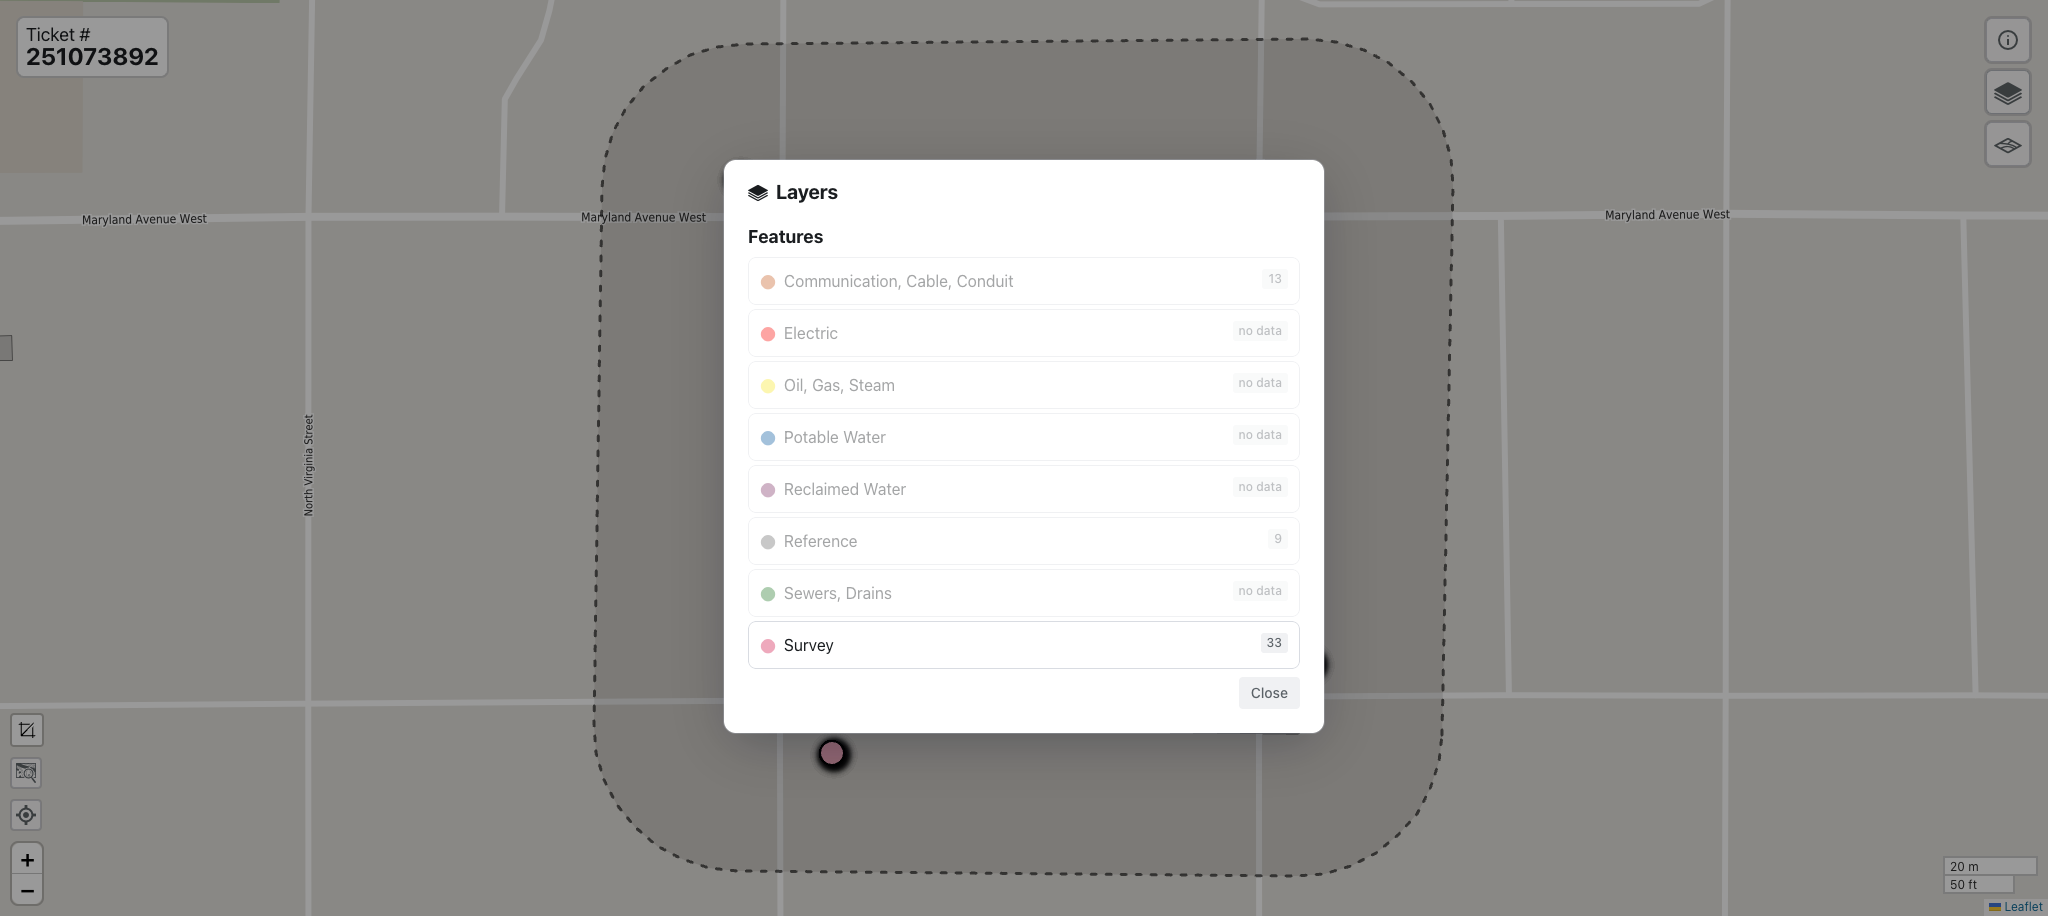 Ticket #
251073892
Maryland Avenue West
Maryland Avenue West
Maryland Avenue West
North Virginia Street
Layers
Features
Communication, Cable, Conduit 13
Electric no data
Oil, Gas, Steam no data
Potable Water no data
Reclaimed Water no data
Reference 9
Sewers, Drains no data
Survey 33
Close
+
−
20 m
50 ft
Leaflet